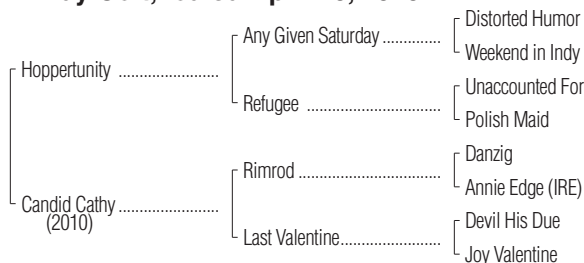 Distorted Humor
Any Given Saturday ..............
Weekend in Indy
Hoppertunity ........................
Unaccounted For
Refugee ................................
Polish Maid
Danzig
Rimrod ..................................
Annie Edge (IRE)
Candid Cathy ........................
(2010)
Devil His Due
Last Valentine........................
Joy Valentine